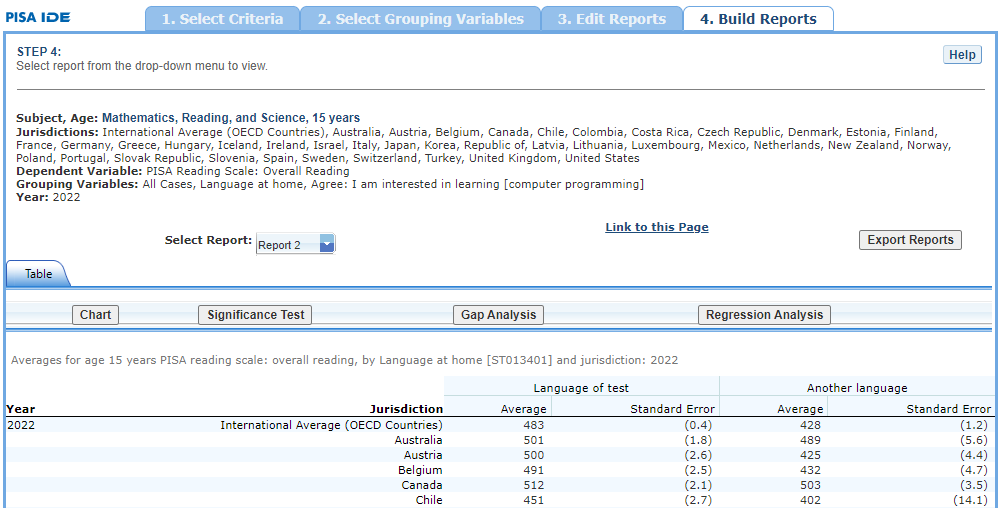 PISA IDE
1. Select Criteria
2. Select Grouping Variables
3. Edit Reports
4. Build Reports
STEP 4:
Select report from the drop-down menu to view.
Help
Subject, Age: Mathematics, Reading, and Science, 15 years
Jurisdictions: International Average (OECD Countries), Australia, Austria, Belgium, Canada, Chile, Colombia, Costa Rica, Czech Republic, Denmark, Estonia, Finland,
France, Germany, Greece, Hungary, Iceland, Ireland, Israel, Italy, Japan, Korea, Republic of, Latvia, Lithuania, Luxembourg, Mexico, Netherlands, New Zealand, Norway,
Poland, Portugal, Slovak Republic, Slovenia, Spain, Sweden, Switzerland, Turkey, United Kingdom, United States
Dependent Variable: PISA Reading Scale: Overall Reading
Grouping Variables: All Cases, Language at home, Agree: I am interested in learning [computer programming]
Year: 2022
Link to this Page
Select Report: Report 2
Export Reports
Table
Chart Significance Test Gap Analysis Regression Analysis
Averages for age 15 years PISA reading scale: overall reading, by Language at home [ST013401] and jurisdiction: 2022
Language of test Another language
Year Jurisdiction Average Standard Error Average Standard Error
2022 International Average (OECD Countries) 483 (0.4) 428 (1.2)
Australia 501 (1.8) 489 (5.6)
Austria 500 (2.6) 425 (4.4)
Belgium 491 (2.5) 432 (4.7)
Canada 512 (2.1) 503 (3.5)
Chile 451 (2.7) 402 (14.1)